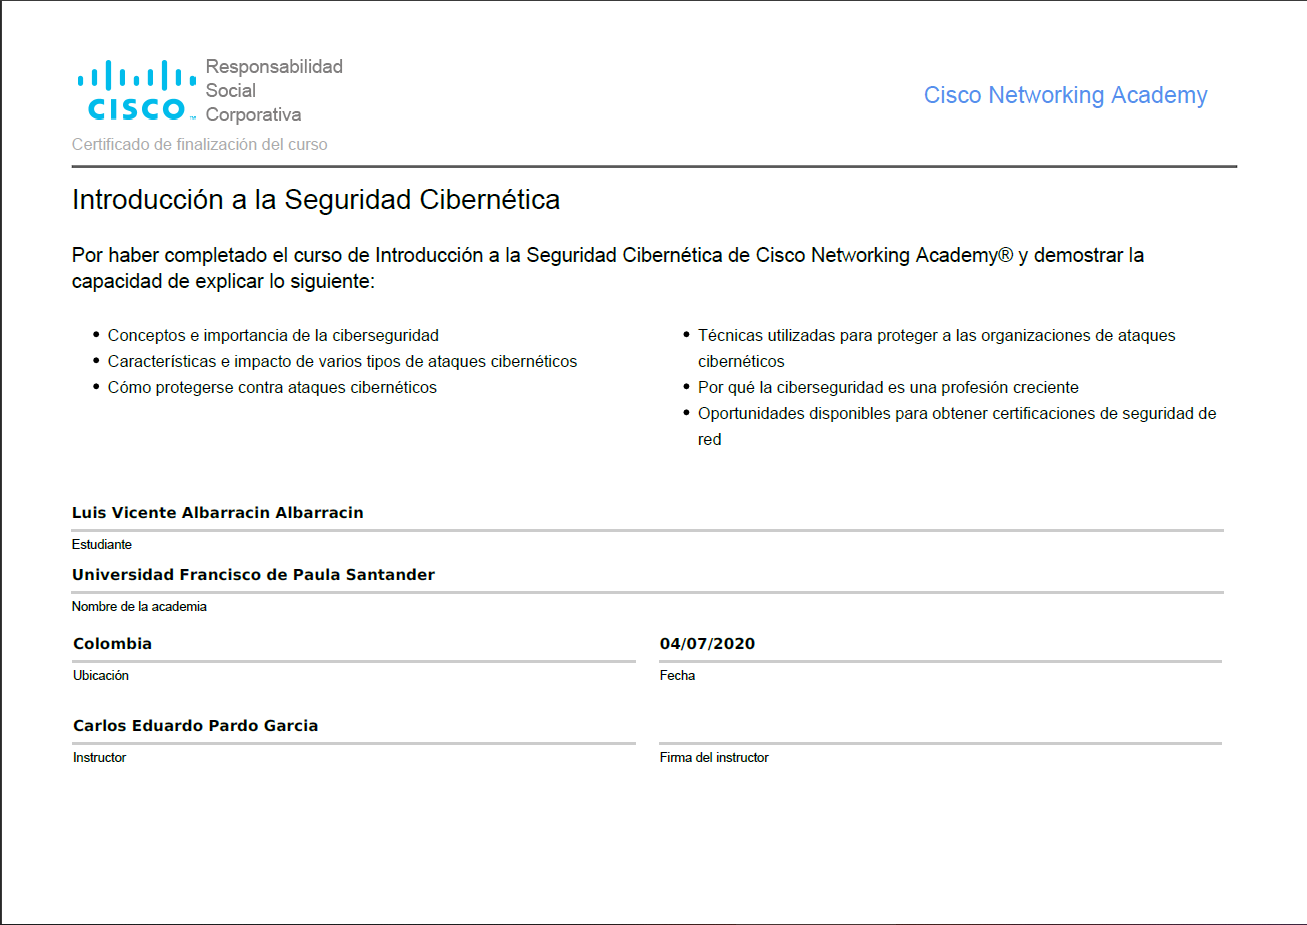 Responsabilidad
Social
Corporativa
CISCO™
Cisco Networking Academy
Certificado de finalización del curso
Introducción a la Seguridad Cibernética
Por haber completado el curso de Introducción a la Seguridad Cibernética de Cisco Networking Academy® y demostrar la
capacidad de explicar lo siguiente:
• Conceptos e importancia de la ciberseguridad
• Características e impacto de varios tipos de ataques cibernéticos
• Cómo protegerse contra ataques cibernéticos
• Técnicas utilizadas para proteger a las organizaciones de ataques
cibernéticos
• Por qué la ciberseguridad es una profesión creciente
• Oportunidades disponibles para obtener certificaciones de seguridad de
red
Luis Vicente Albarracin Albarracin
Estudiante
Universidad Francisco de Paula Santander
Nombre de la academia
Colombia
Ubicación
04/07/2020
Fecha
Carlos Eduardo Pardo Garcia
Instructor
Firma del instructor